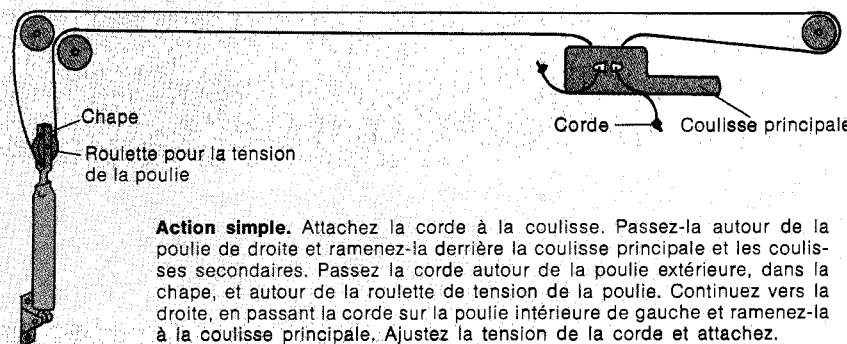 Chape
Roulette pour la tension
de la poulie
Corde
Coulisse principale
Action simple. Attachez la corde à la coulisse. Passez-la autour de la
poulie de droite et ramenez-la derrière la coulisse principale et les coulis-
ses secondaires. Passez la corde autour de la poulie extérieure, dans la
chape, et autour de la roulette de tension de la poulie. Continuez vers la
droite, en passant la corde sur la poulie intérieure de gauche et ramenez-la
à la coulisse principale. Ajustez la tension de la corde et attachez.